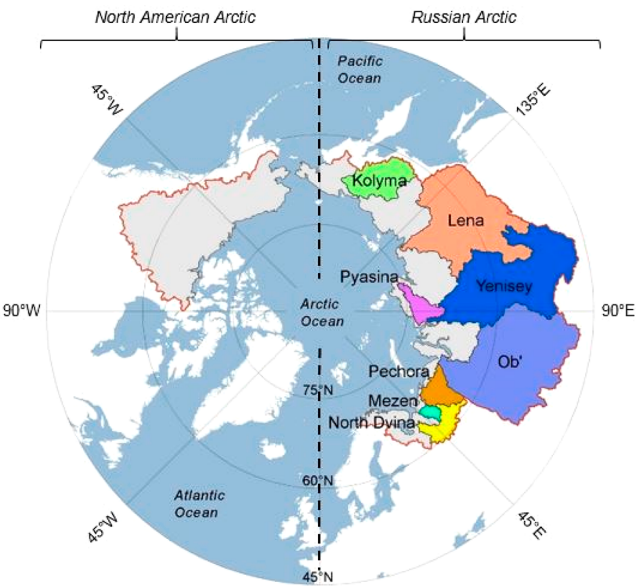 North American Arctic
Russian Arctic
Pacific
Ocean
45°W
135°E
Kolyma
Lena
Pyasina
Yenisey
90°W
Arctic
Ocean
90°E
Ob'
Pechora
75°N
Mezen
North Dvina
60°N
Atlantic
Ocean
45°W
45°E
45°N